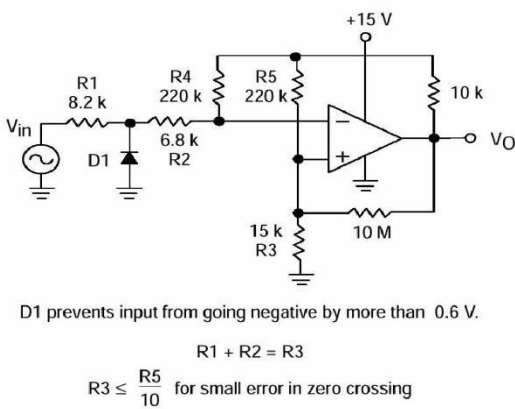 +15 V
R1
8.2 k
R4
220 k
R5
220 k
10 k
Vin
D1
6.8 k
R2
−
+
VO
15 k
R3
10 M
D1 prevents input from going negative by more than 0.6 V.
R1 + R2 = R3
R3 ≤ R5/10 for small error in zero crossing